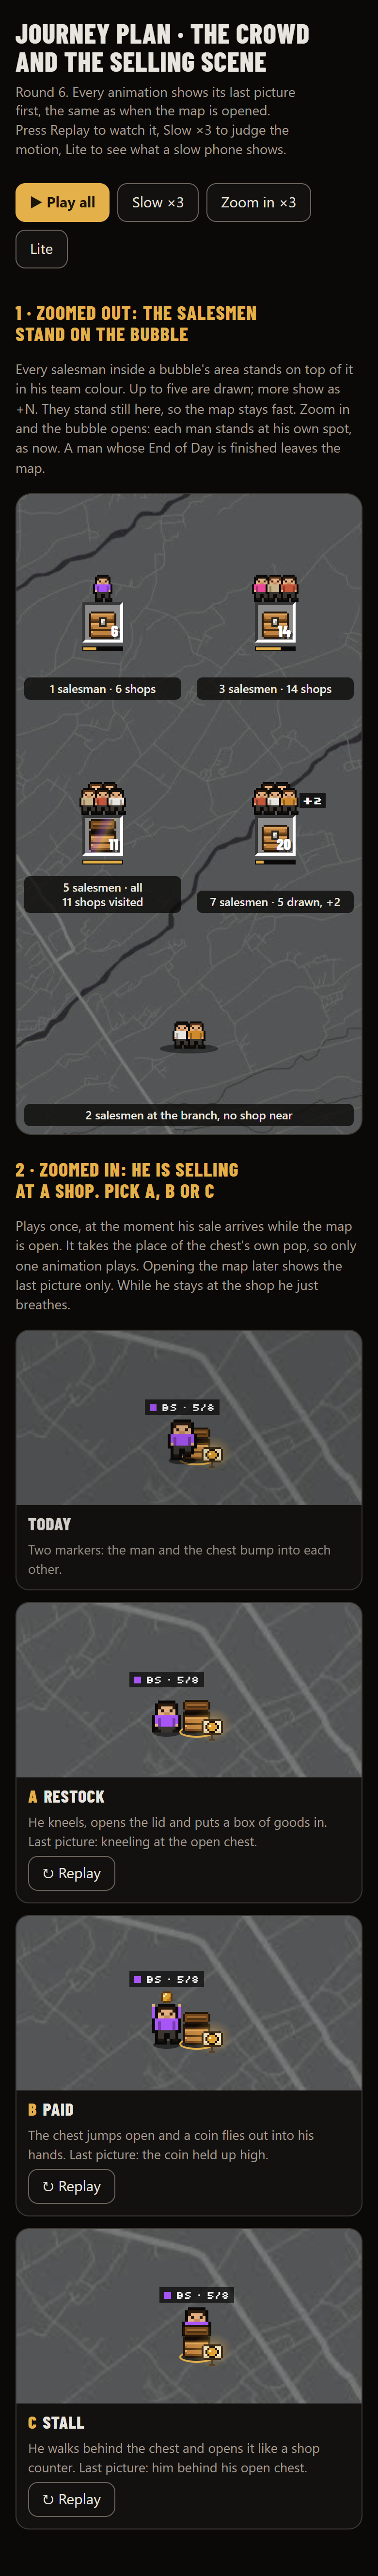 JOURNEY PLAN · THE CROWD
AND THE SELLING SCENE
Round 6. Every animation shows its last picture
first, the same as when the map is opened.
Press Replay to watch it, Slow ×3 to judge the
motion, Lite to see what a slow phone shows.
▶ Play all
Slow ×3
Zoom in ×3
Lite
1 · ZOOMED OUT: THE SALESMEN
STAND ON THE BUBBLE
Every salesman inside a bubble's area stands on top of it
in his team colour. Up to five are drawn; more show as
+N. They stand still here, so the map stays fast. Zoom in
and the bubble opens: each man stands at his own spot,
as now. A man whose End of Day is finished leaves the
map.
6
14
1 salesman · 6 shops
3 salesmen · 14 shops
+2
11
20
5 salesmen · all
11 shops visited
7 salesmen · 5 drawn, +2
2 salesmen at the branch, no shop near
2 · ZOOMED IN: HE IS SELLING
AT A SHOP. PICK A, B OR C
Plays once, at the moment his sale arrives while the map
is open. It takes the place of the chest's own pop, so only
one animation plays. Opening the map later shows the
last picture only. While he stays at the shop he just
breathes.
BS · 5/8
TODAY
Two markers: the man and the chest bump into each
other.
BS · 5/8
A RESTOCK
He kneels, opens the lid and puts a box of goods in.
Last picture: kneeling at the open chest.
↻ Replay
BS · 5/8
B PAID
The chest jumps open and a coin flies out into his
hands. Last picture: the coin held up high.
↻ Replay
BS · 5/8
C STALL
He walks behind the chest and opens it like a shop
counter. Last picture: him behind his open chest.
↻ Replay